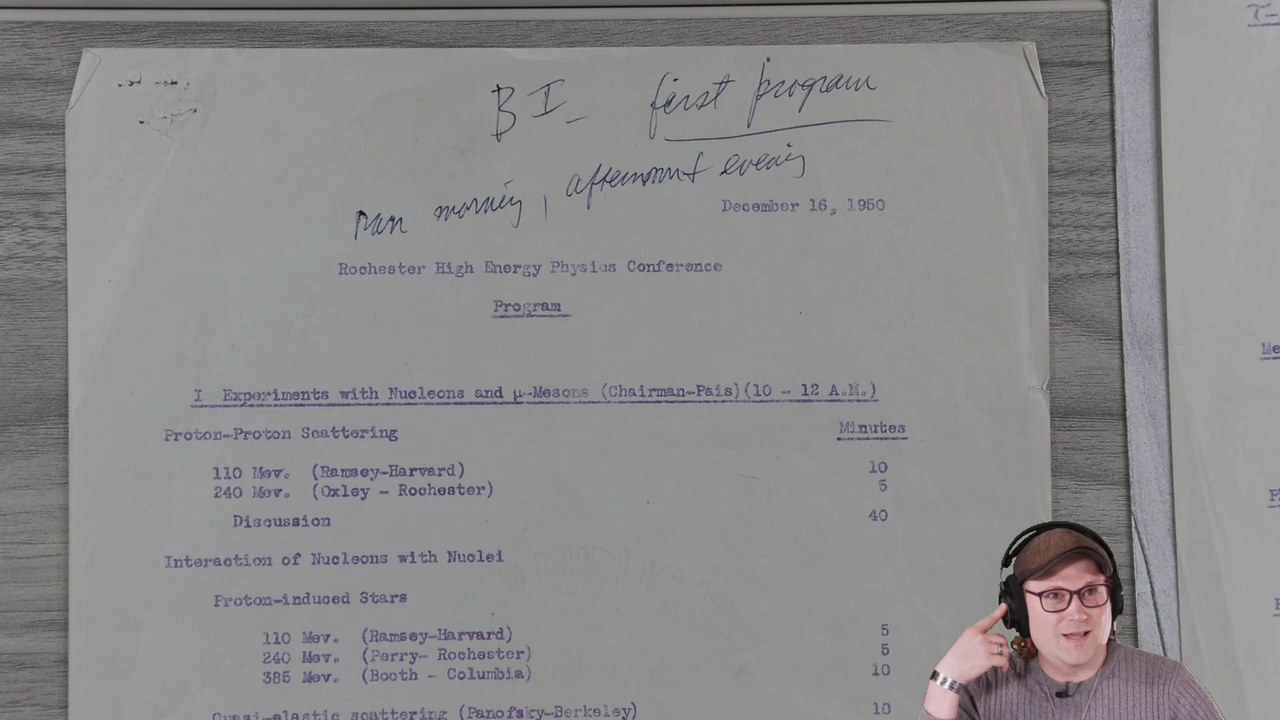 B I - first program
ran morning, afternoon + evening
December 16, 1950
Rochester High Energy Physics Conference
Program
I Experiments with Nucleons and μ-Mesons (Chairman-Pais)(10 - 12 A.M.)
Proton-Proton Scattering Minutes
110 Mev. (Ramsey-Harvard) 10
240 Mev. (Oxley - Rochester) 5
Discussion 40
Interaction of Nucleons with Nuclei
Proton-induced Stars
110 Mev. (Ramsey-Harvard) 5
240 Mev. (Perry- Rochester) 5
385 Mev. (Booth - Columbia) 10
Quasi-elastic scattering (Panofsky-Berkeley) 10